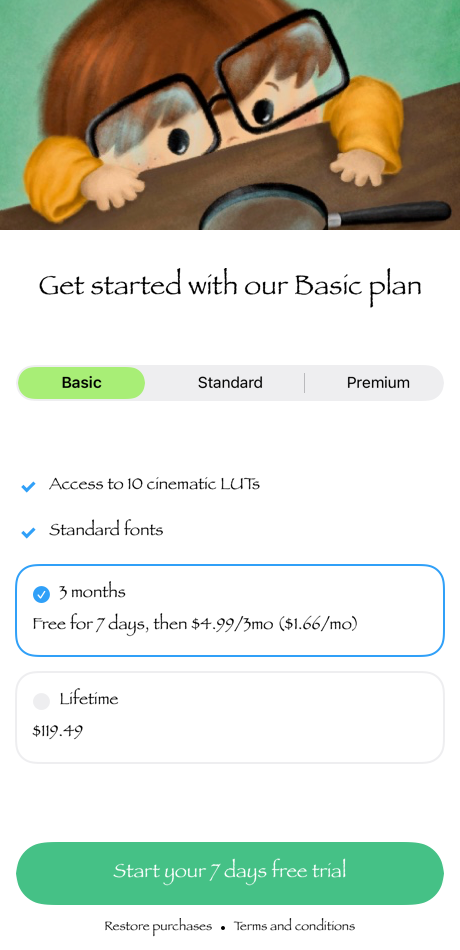 Get started with our Basic plan
Basic
Standard
Premium
Access to 10 cinematic LUTs
Standard fonts
3 months
Free for 7 days, then $4.99/3mo ($1.66/mo)
Lifetime
$119.49
Start your 7 days free trial
Restore purchases • Terms and conditions